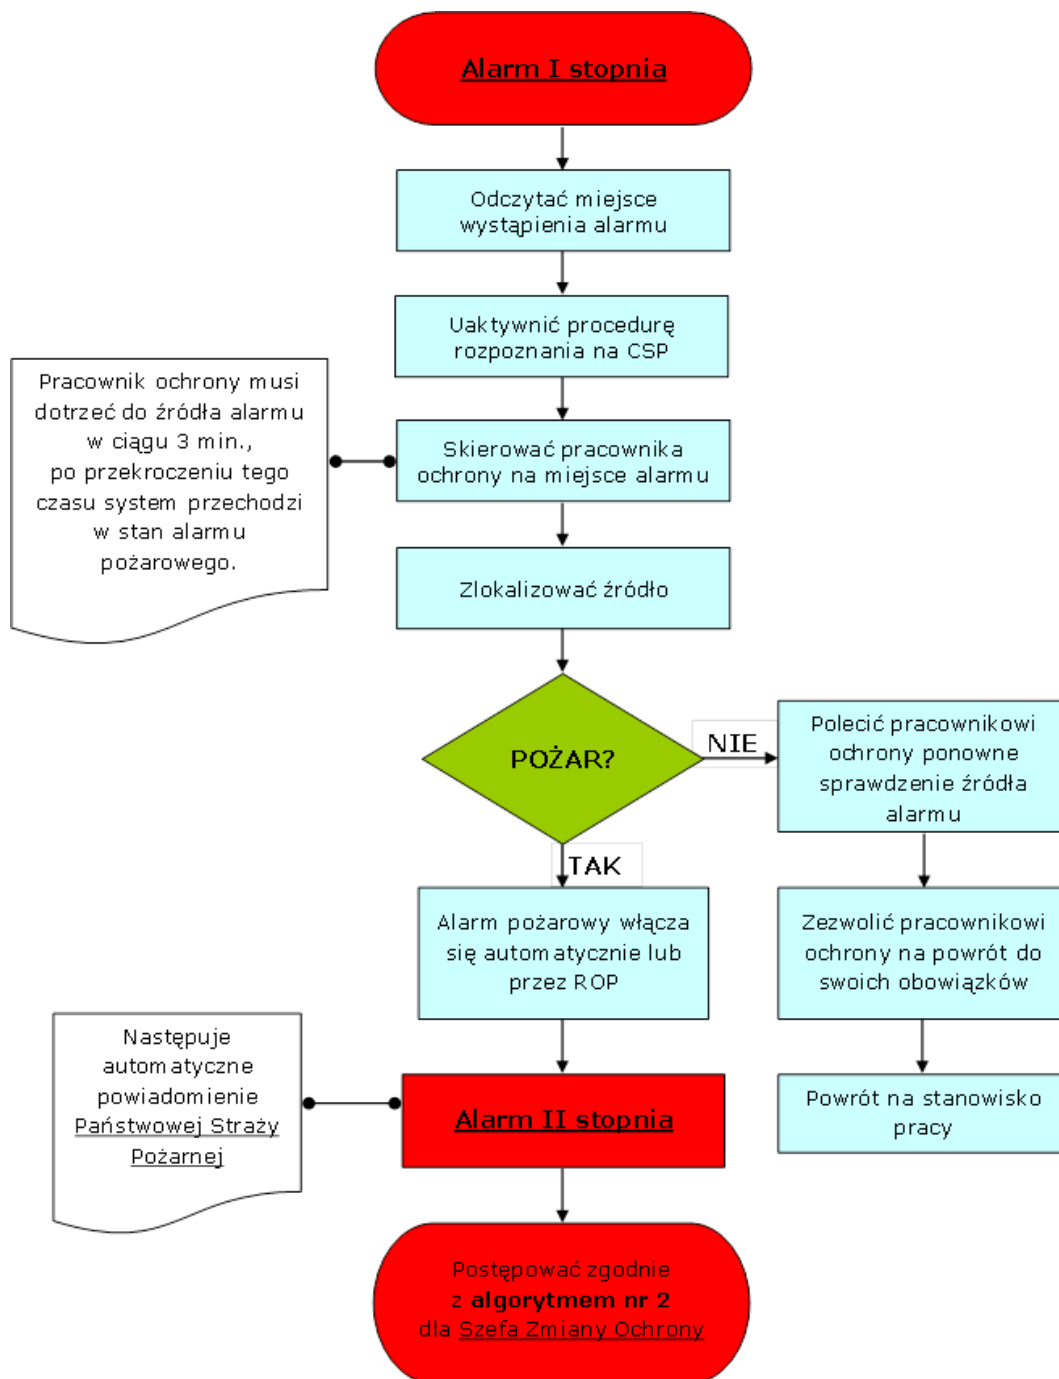 Alarm I stopnia
Odczytać miejsce
wystąpienia alarmu
Uaktywnić procedurę
rozpoznania na CSP
Pracownik ochrony musi
dotrzeć do źródła alarmu
w ciągu 3 min.,
po przekroczeniu tego
czasu system przechodzi
w stan alarmu
pożarowego.
Skierować pracownika
ochrony na miejsce alarmu
Zlokalizować źródło
POŻAR?
NIE
Polecić pracownikowi
ochrony ponowne
sprawdzenie źródła
alarmu
TAK
Alarm pożarowy włącza
się automatycznie lub
przez ROP
Zezwolić pracownikowi
ochrony na powrót do
swoich obowiązków
Następuje
automatyczne
powiadomienie
Państwowej Straży
Pożarnej
Alarm II stopnia
Powrót na stanowisko
pracy
Postępować zgodnie
z algorytmem nr 2
dla Szefa Zmiany Ochrony